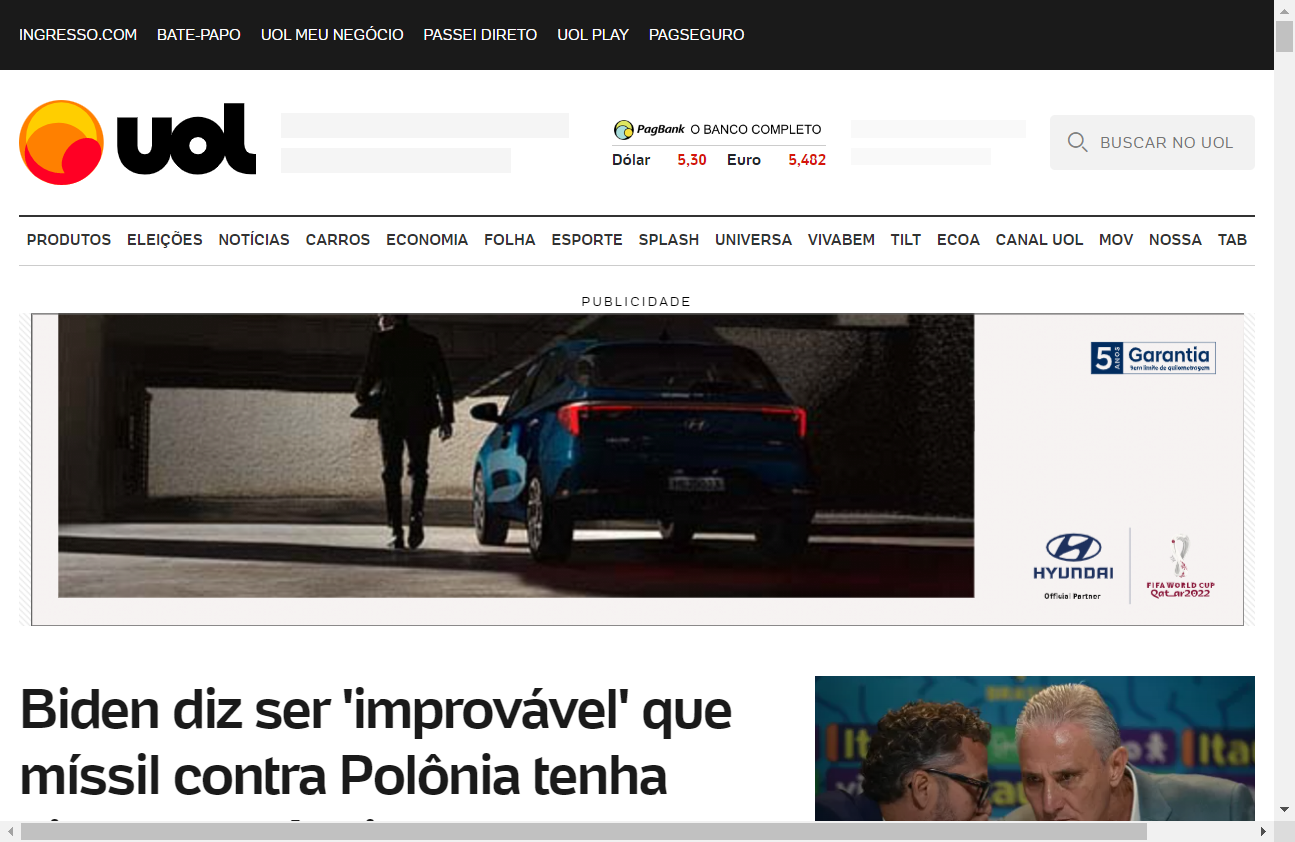 INGRESSO.COM BATE-PAPO UOL MEU NEGÓCIO PASSEI DIRETO UOL PLAY PAGSEGURO
uol
PagBank O BANCO COMPLETO
Dólar 5,30 Euro 5,482
BUSCAR NO UOL
PRODUTOS ELEIÇÕES NOTÍCIAS CARROS ECONOMIA FOLHA ESPORTE SPLASH UNIVERSA VIVABEM TILT ECOA CANAL UOL MOV NOSSA TAB
PUBLICIDADE
5 ANOS Garantia
Sem limite de quilometragem
HYUNDAI
Official Partner
FIFA WORLD CUP
Qatar2022
Biden diz ser 'improvável' que
míssil contra Polônia tenha